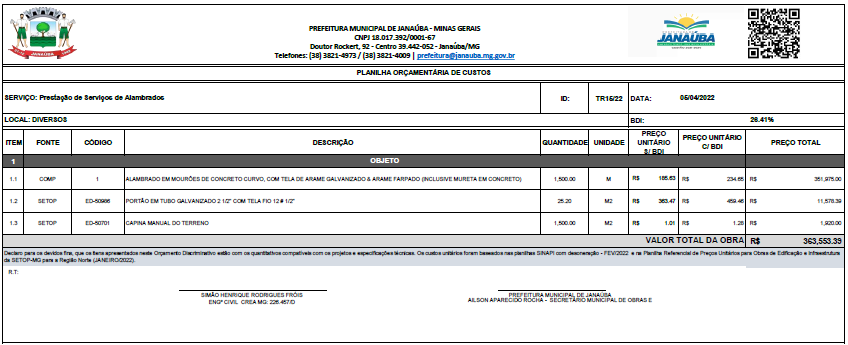 PREFEITURA MUNICIPAL DE JANAÚBA - MINAS GERAIS
CNPJ 18.017.392/0001-67
Doutor Rockert, 92 - Centro 39.442-052 - Janaúba/MG
Telefones: (38) 3821-4973 / (38) 3821-4009 | prefeitura@janauba.mg.gov.br
JANAÚBA
JANAÚBA
PLANILHA ORÇAMENTÁRIA DE CUSTOS
SERVIÇO: Prestação de Serviços de Alambrados ID: TR15/22 DATA: 05/04/2022
LOCAL: DIVERSOS BDI: 26.41%
ITEM FONTE CÓDIGO DESCRIÇÃO QUANTIDADE UNIDADE PREÇO UNITÁRIO S/ BDI PREÇO UNITÁRIO C/ BDI PREÇO TOTAL
1 OBJETO
1.1 COMP 1 ALAMBRADO EM MOURÕES DE CONCRETO CURVO, COM TELA DE ARAME GALVANIZADO & ARAME FARPADO (INCLUSIVE MURETA EM CONCRETO) 1,500.00 M R$ 185.63 R$ 234.65 R$ 351,975.00
1.2 SETOP ED-50986 PORTÃO EM TUBO GALVANIZADO 2 1/2" COM TELA FIO 12 # 1/2" 25.20 M2 R$ 363.47 R$ 459.46 R$ 11,578.39
1.3 SETOP ED-50701 CAPINA MANUAL DO TERRENO 1,500.00 M2 R$ 1.01 R$ 1.28 R$ 1,920.00
VALOR TOTAL DA OBRA R$ 363,553.39
Declaro para os devidos fins, que os itens apresentados neste Orçamento Discriminativo estão com os quantitativos compatíveis com os projetos e especificações técnicas. Os custos unitários foram baseados nas planilhas SINAPI com desoneração - FEV/2022 e na Planilha Referencial de Preços Unitários para Obras de Edificação e Infraestrutura
da SETOP-MG para a Região Norte (JANEIRO/2022).
R.T:
SIMÃO HENRIQUE RODRIGUES FRÓIS
ENGº CIVIL CREA MG: 226.457/D
PREFEITURA MUNICIPAL DE JANAÚBA
AILSON APARECIDO ROCHA - SECRETÁRIO MUNICIPAL DE OBRAS E